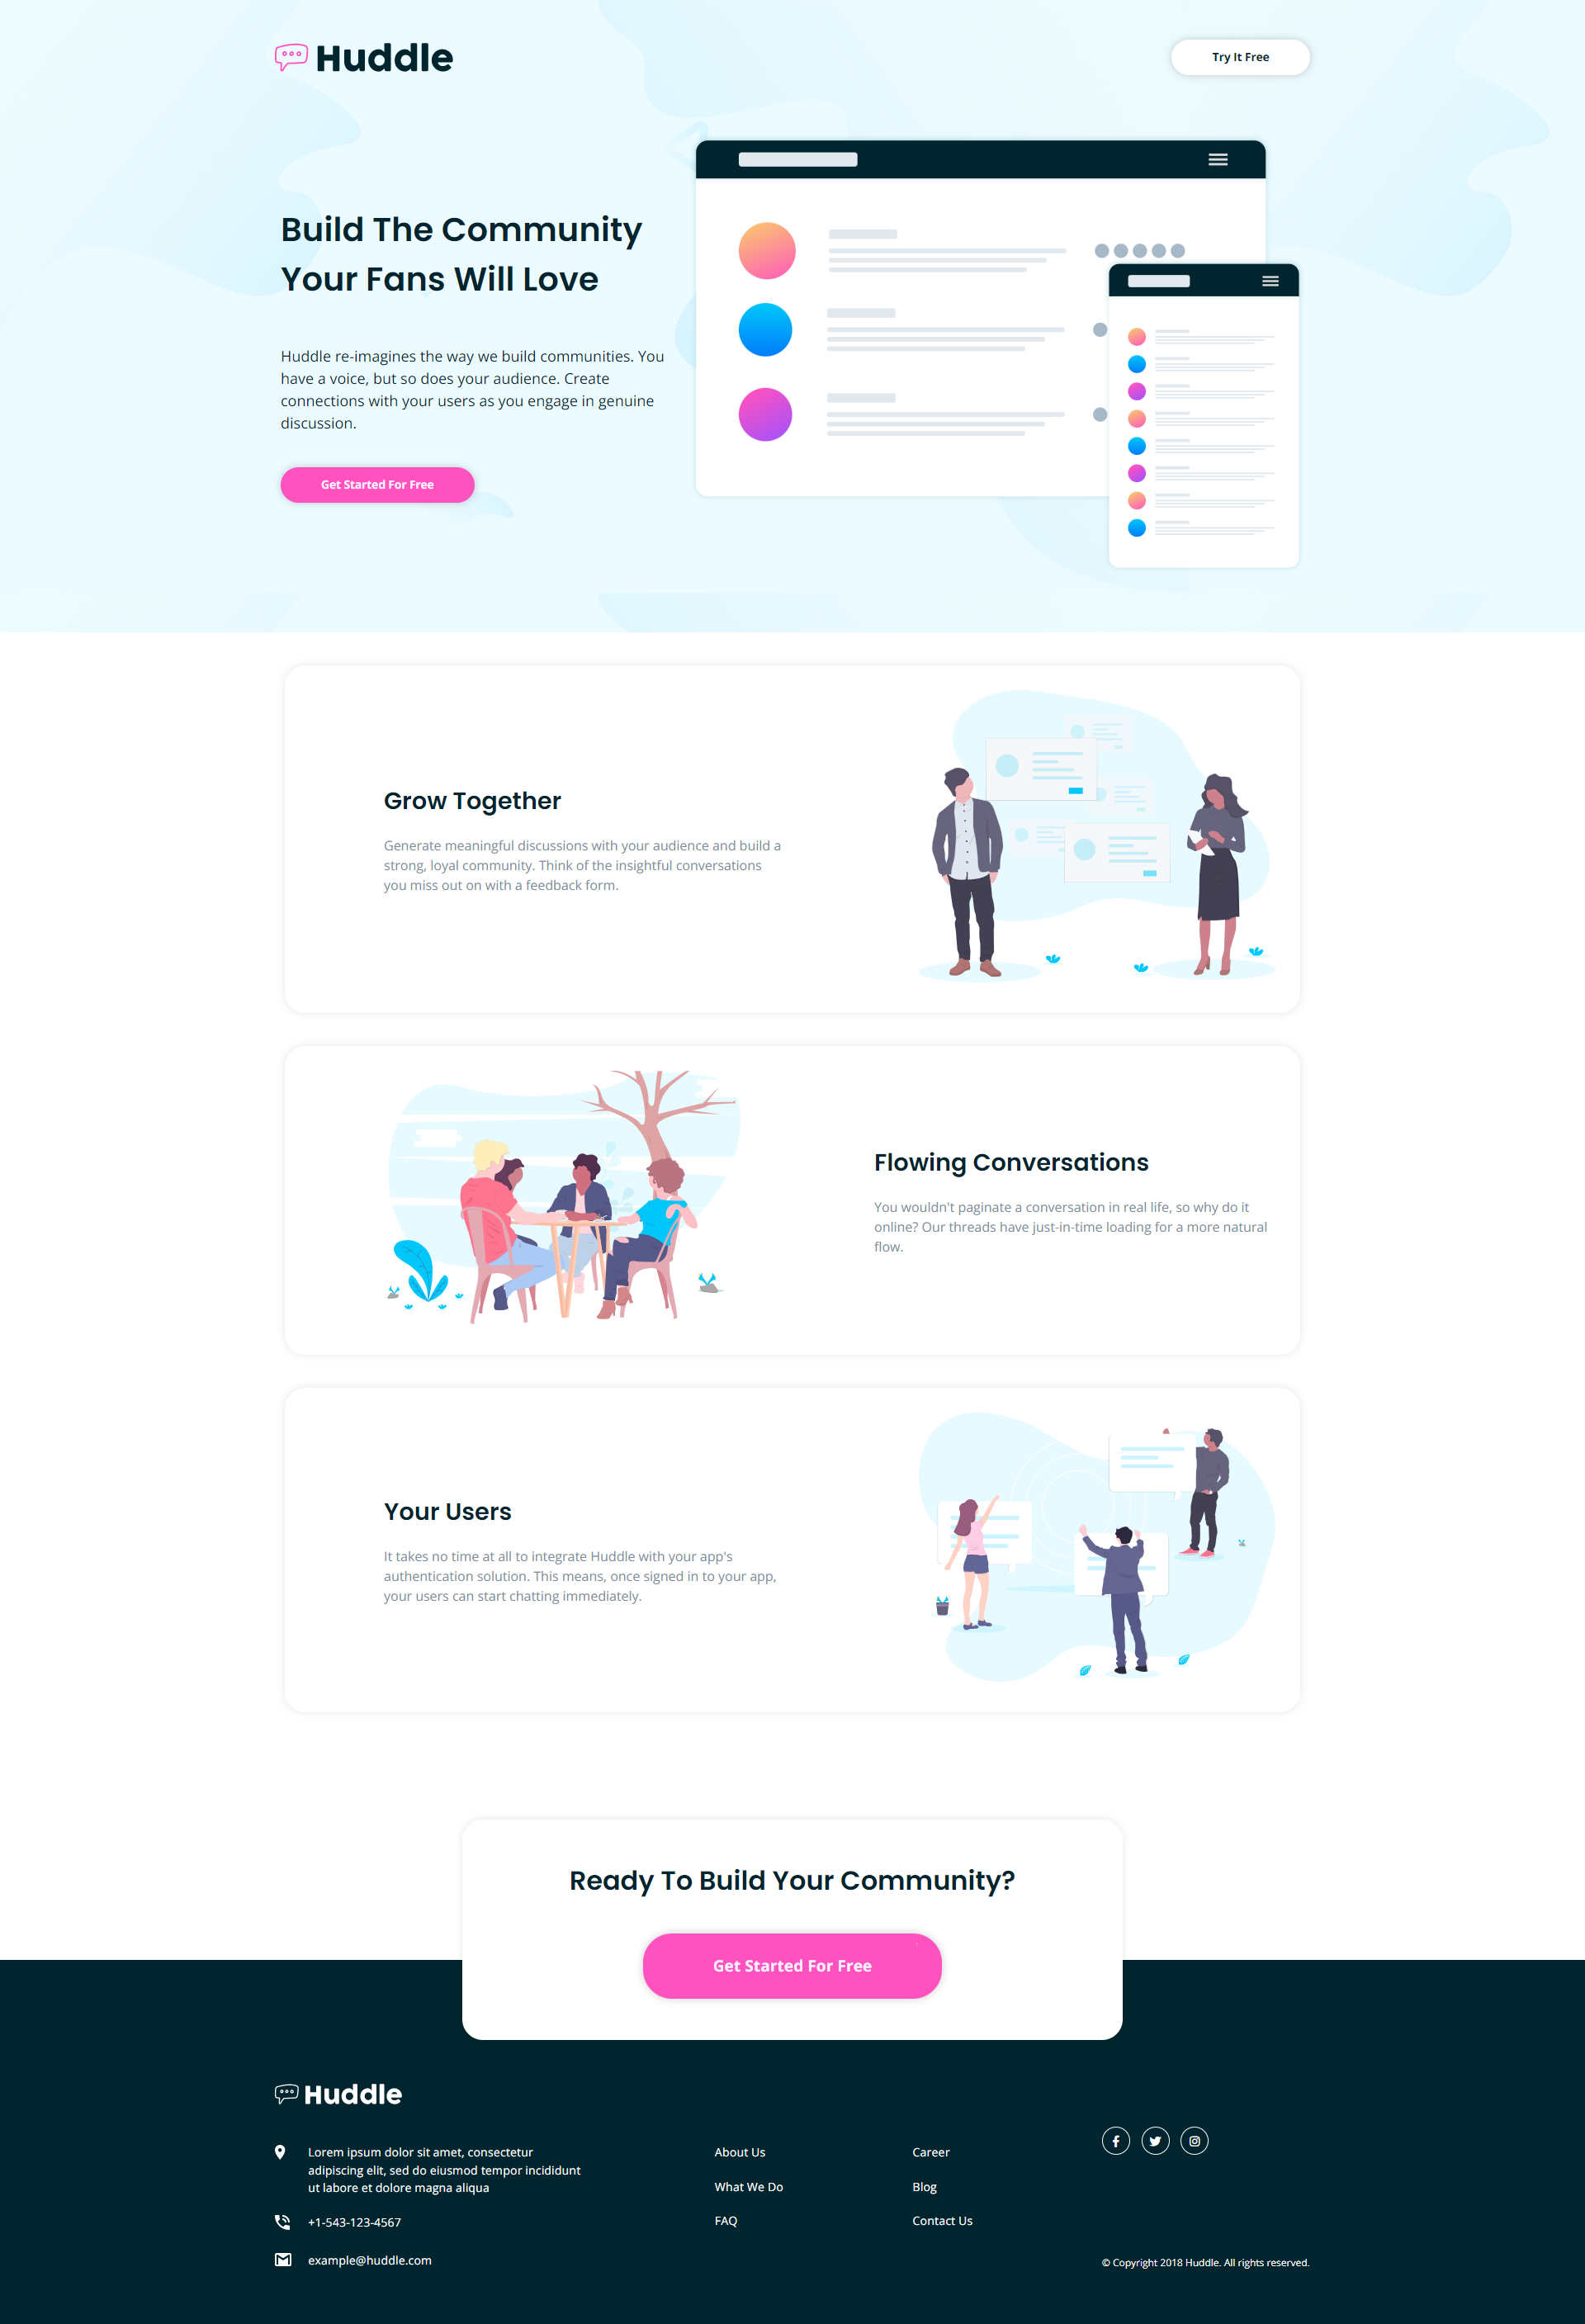 Huddle
Try It Free
Build The Community
Your Fans Will Love
Huddle re-imagines the way we build communities. You
have a voice, but so does your audience. Create
connections with your users as you engage in genuine
discussion.
Get Started For Free
Grow Together
Generate meaningful discussions with your audience and build a
strong, loyal community. Think of the insightful conversations
you miss out on with a feedback form.
Flowing Conversations
You wouldn't paginate a conversation in real life, so why do it
online? Our threads have just-in-time loading for a more natural
flow.
Your Users
It takes no time at all to integrate Huddle with your app's
authentication solution. This means, once signed in to your app,
your users can start chatting immediately.
Ready To Build Your Community?
Get Started For Free
Huddle
Lorem ipsum dolor sit amet, consectetur
adipiscing elit, sed do eiusmod tempor incididunt
ut labore et dolore magna aliqua
+1-543-123-4567
example@huddle.com
About Us
What We Do
FAQ
Career
Blog
Contact Us
© Copyright 2018 Huddle. All rights reserved.